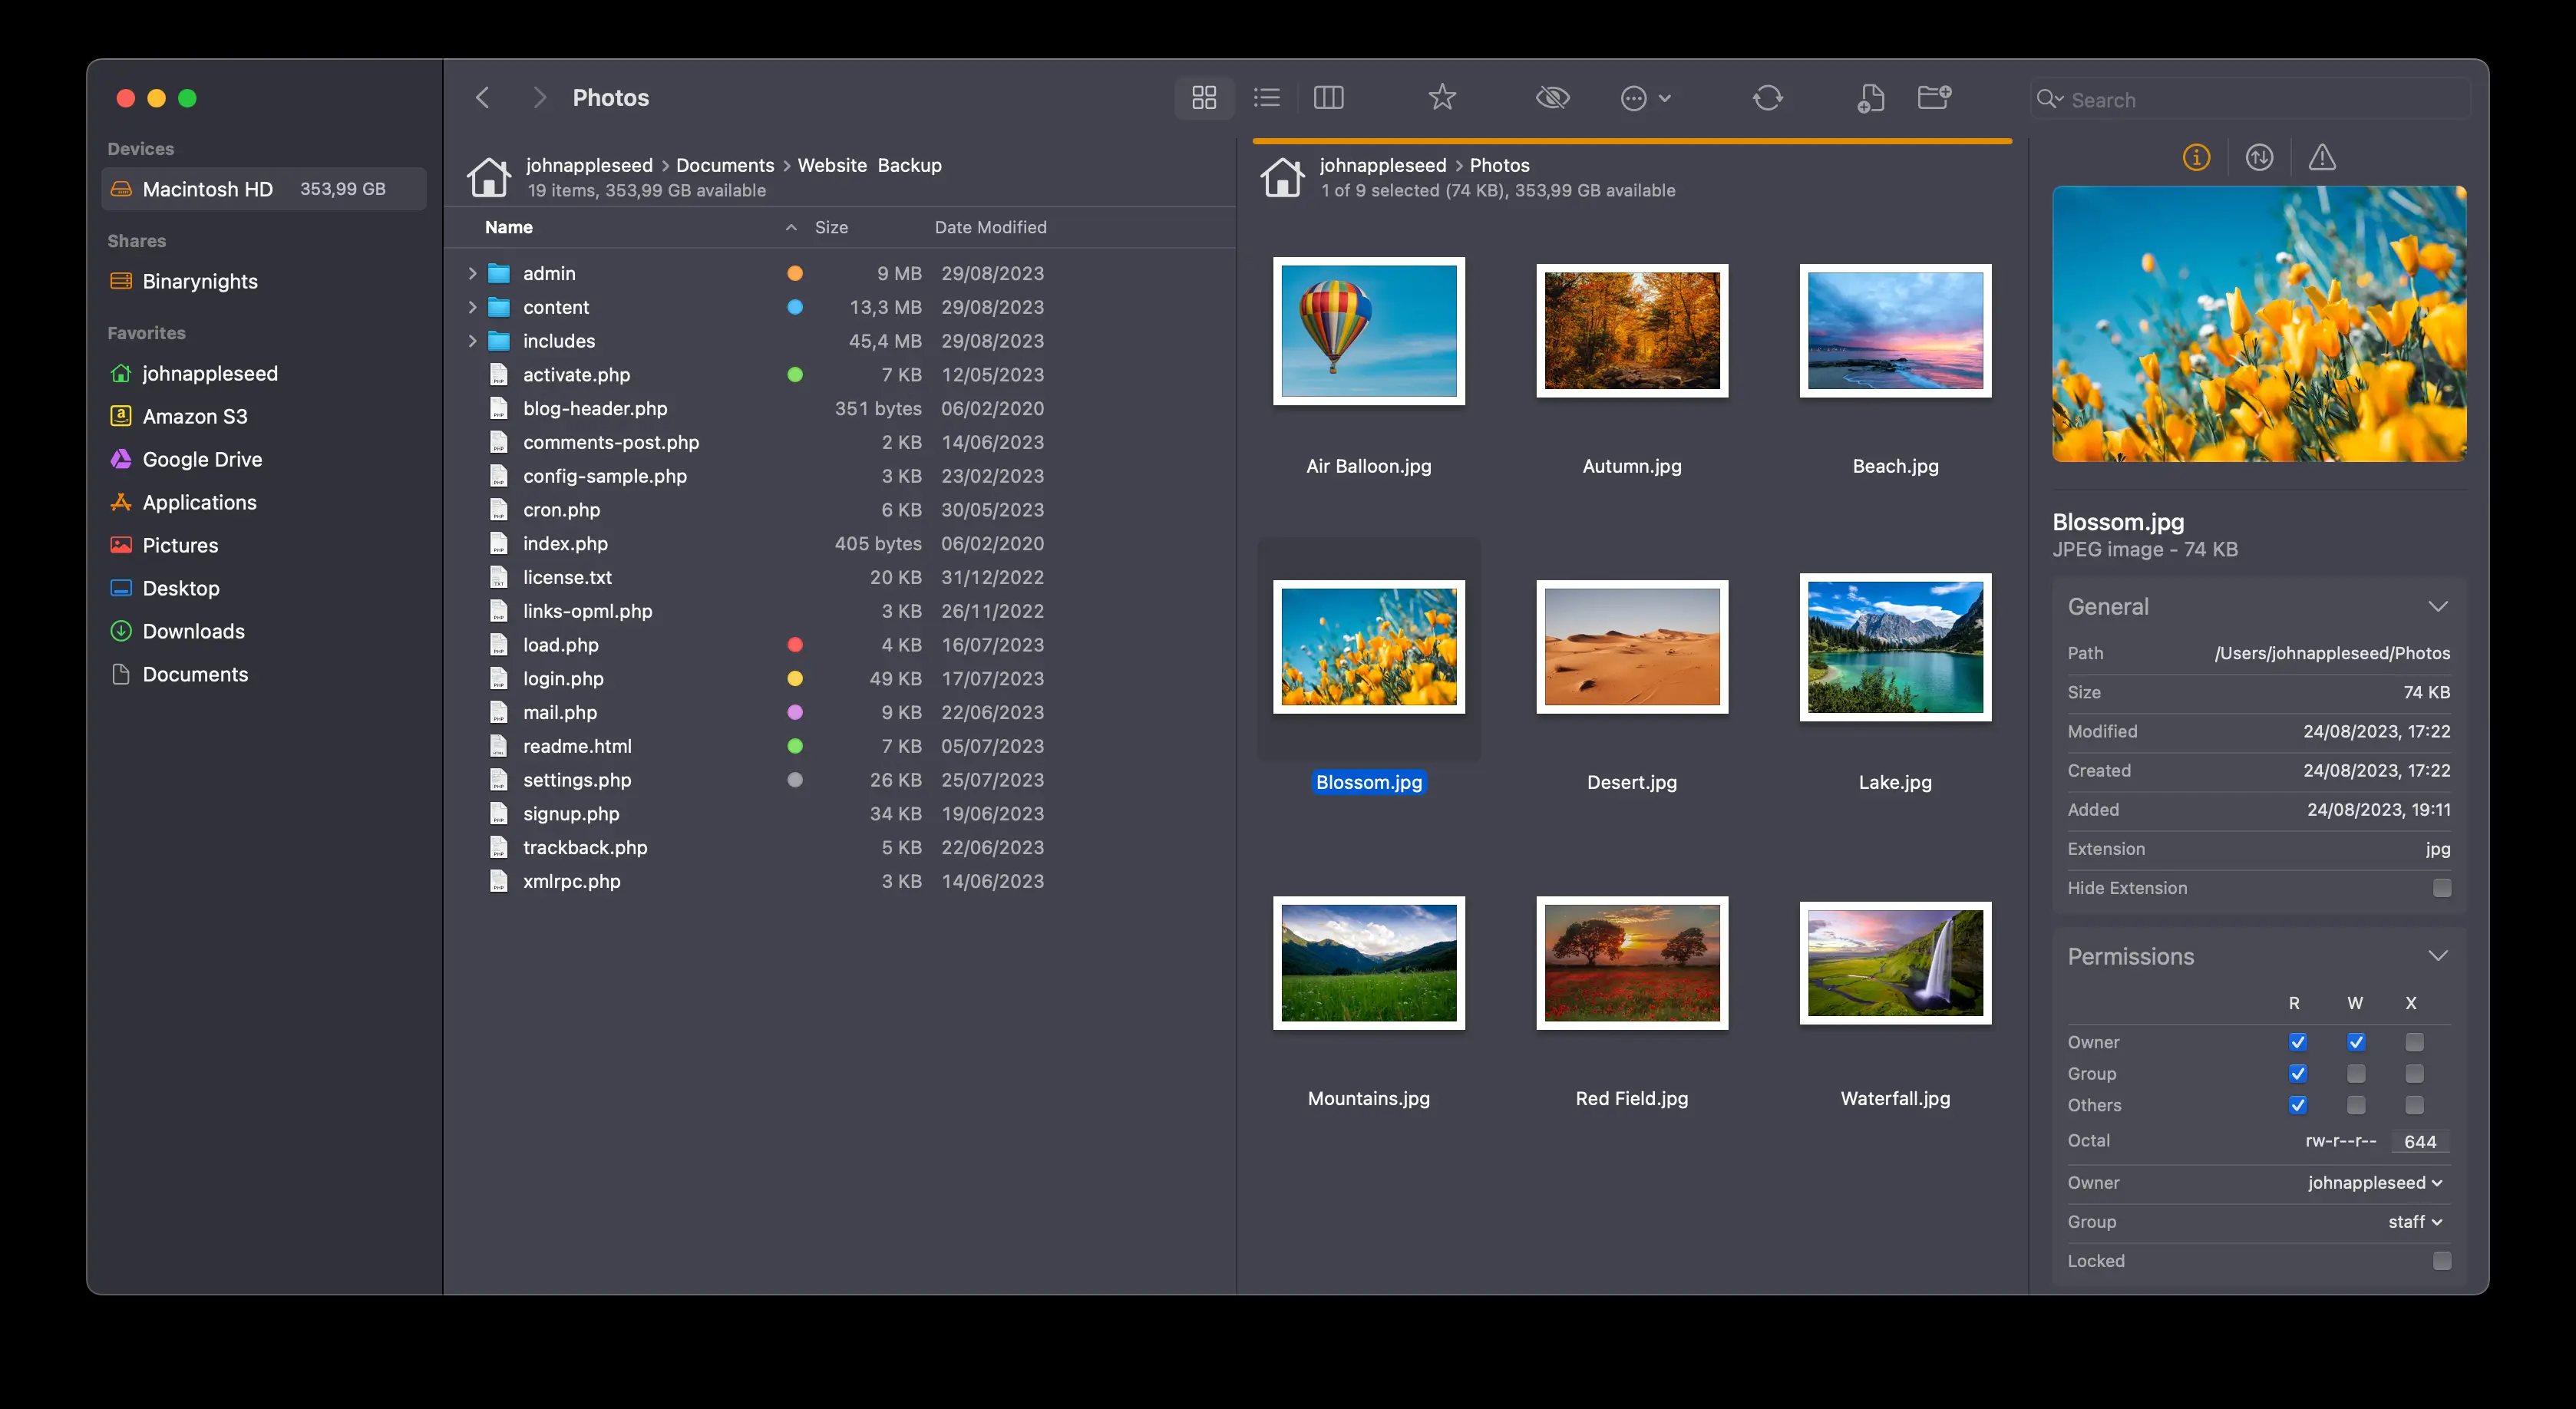 Devices
Macintosh HD 353,99 GB
Shares
Binarynights
Favorites
johnappleseed
Amazon S3
Google Drive
Applications
Pictures
Desktop
Downloads
Documents
Photos
Search
johnappleseed > Documents > Website Backup
19 items, 353,99 GB available
Name Size Date Modified
admin 9 MB 29/08/2023
content 13,3 MB 29/08/2023
includes 45,4 MB 29/08/2023
activate.php 7 KB 12/05/2023
blog-header.php 351 bytes 06/02/2020
comments-post.php 2 KB 14/06/2023
config-sample.php 3 KB 23/02/2023
cron.php 6 KB 30/05/2023
index.php 405 bytes 06/02/2020
license.txt 20 KB 31/12/2022
links-opml.php 3 KB 26/11/2022
load.php 4 KB 16/07/2023
login.php 49 KB 17/07/2023
mail.php 9 KB 22/06/2023
readme.html 7 KB 05/07/2023
settings.php 26 KB 25/07/2023
signup.php 34 KB 19/06/2023
trackback.php 5 KB 22/06/2023
xmlrpc.php 3 KB 14/06/2023
johnappleseed > Photos
1 of 9 selected (74 KB), 353,99 GB available
Air Balloon.jpg Autumn.jpg Beach.jpg
Blossom.jpg Desert.jpg Lake.jpg
Mountains.jpg Red Field.jpg Waterfall.jpg
Blossom.jpg
JPEG image - 74 KB
General
Path /Users/johnappleseed/Photos
Size 74 KB
Modified 24/08/2023, 17:22
Created 24/08/2023, 17:22
Added 24/08/2023, 19:11
Extension jpg
Hide Extension
Permissions
R W X
Owner
Group
Others
Octal rw-r--r-- 644
Owner johnappleseed
Group staff
Locked